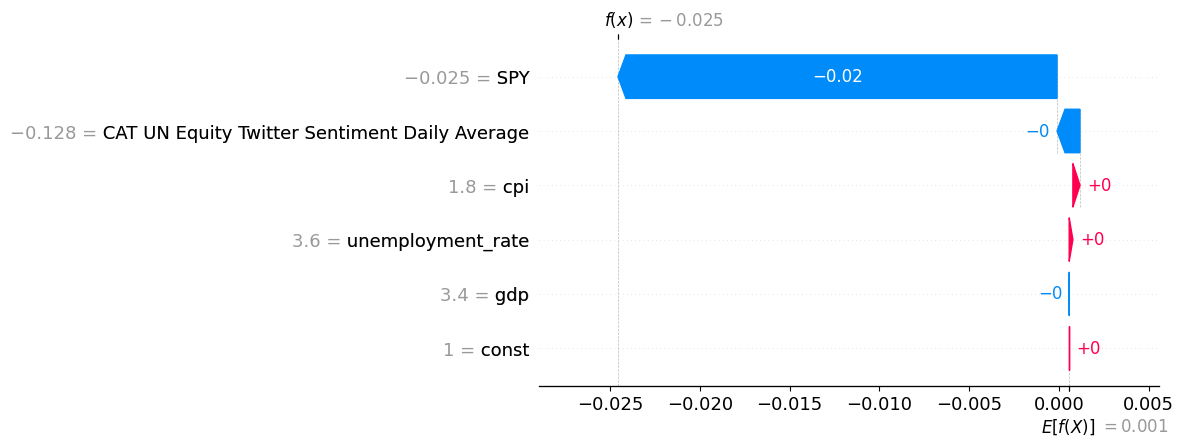 f(x) = −0.025
−0.025 = SPY
−0.02
−0.128 = CAT UN Equity Twitter Sentiment Daily Average
−0
1.8 = cpi
+0
3.6 = unemployment_rate
+0
3.4 = gdp
−0
1 = const
+0
−0.025 −0.020 −0.015 −0.010 −0.005 0.000 0.005
E[f(X)] = 0.001